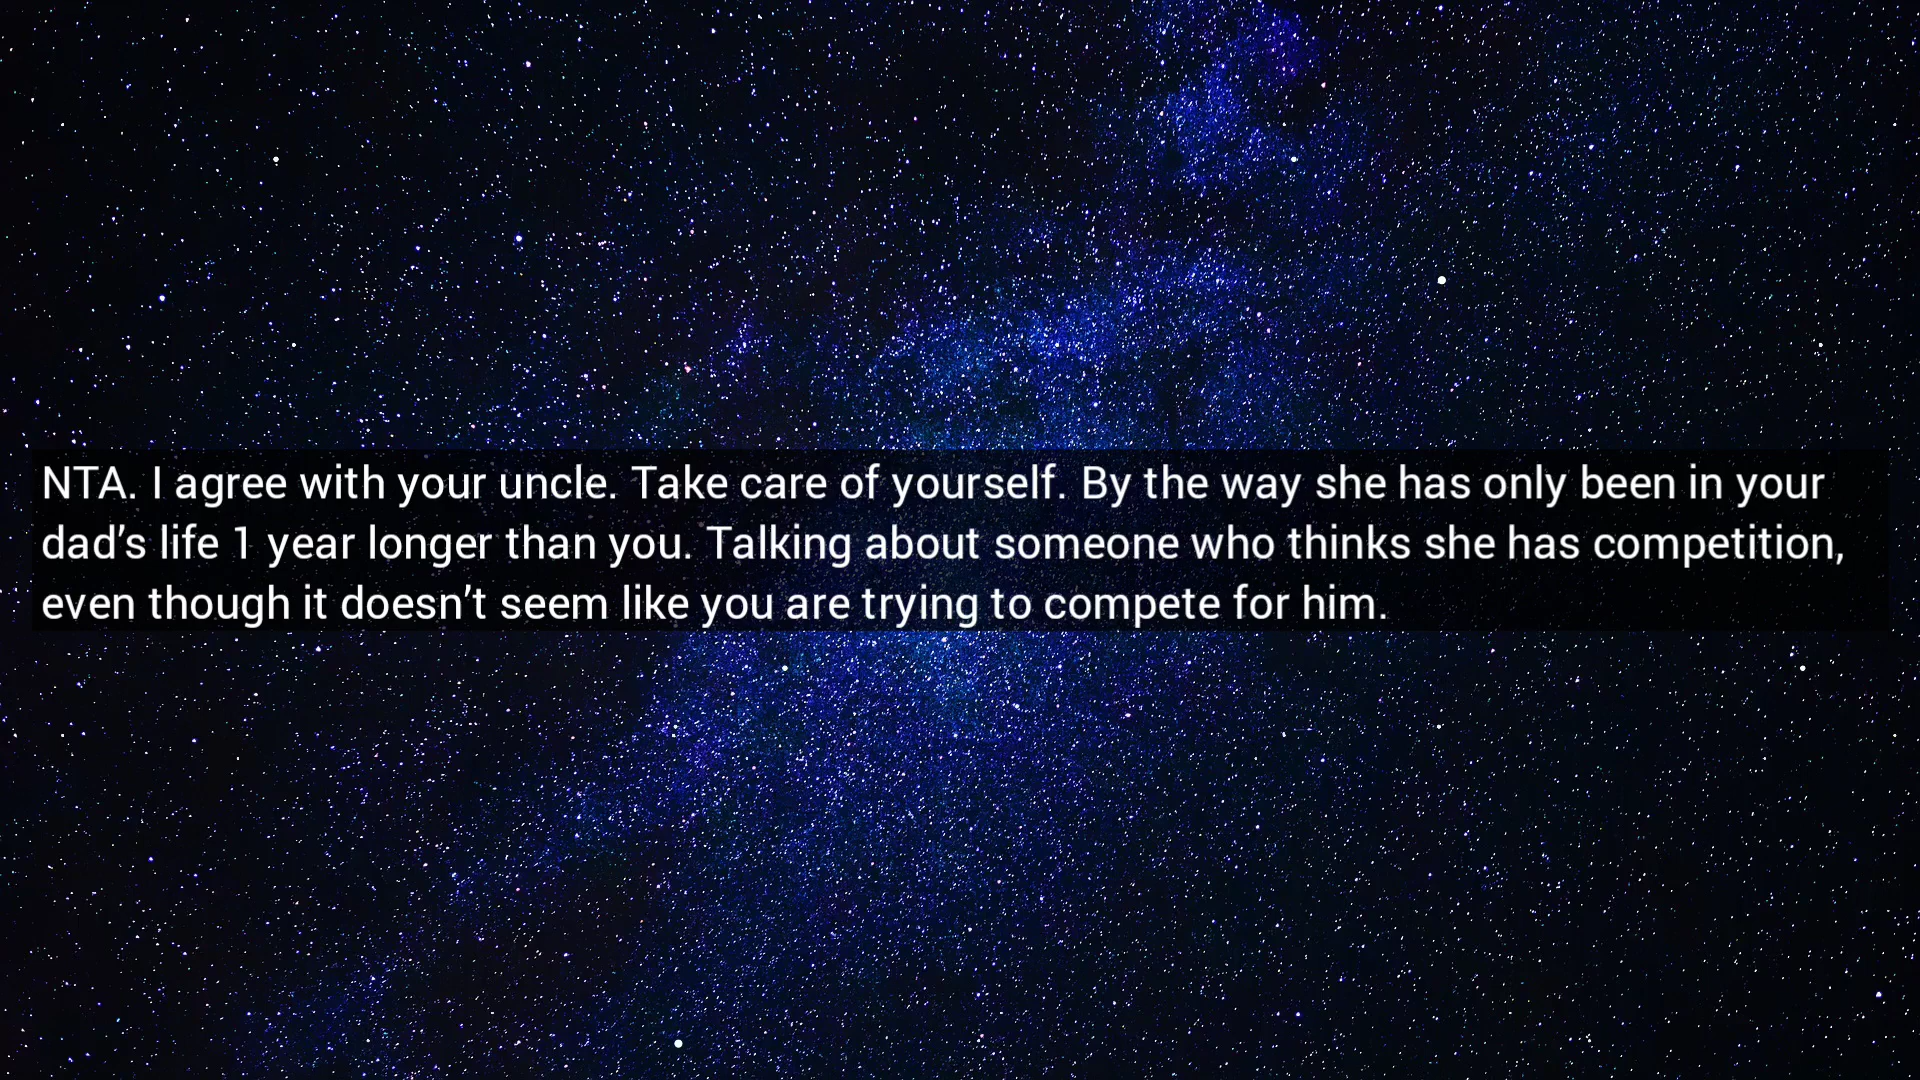 NTA. I agree with your uncle. Take care of yourself. By the way she has only been in your
dad’s life 1 year longer than you. Talking about someone who thinks she has competition,
even though it doesn’t seem like you are trying to compete for him.